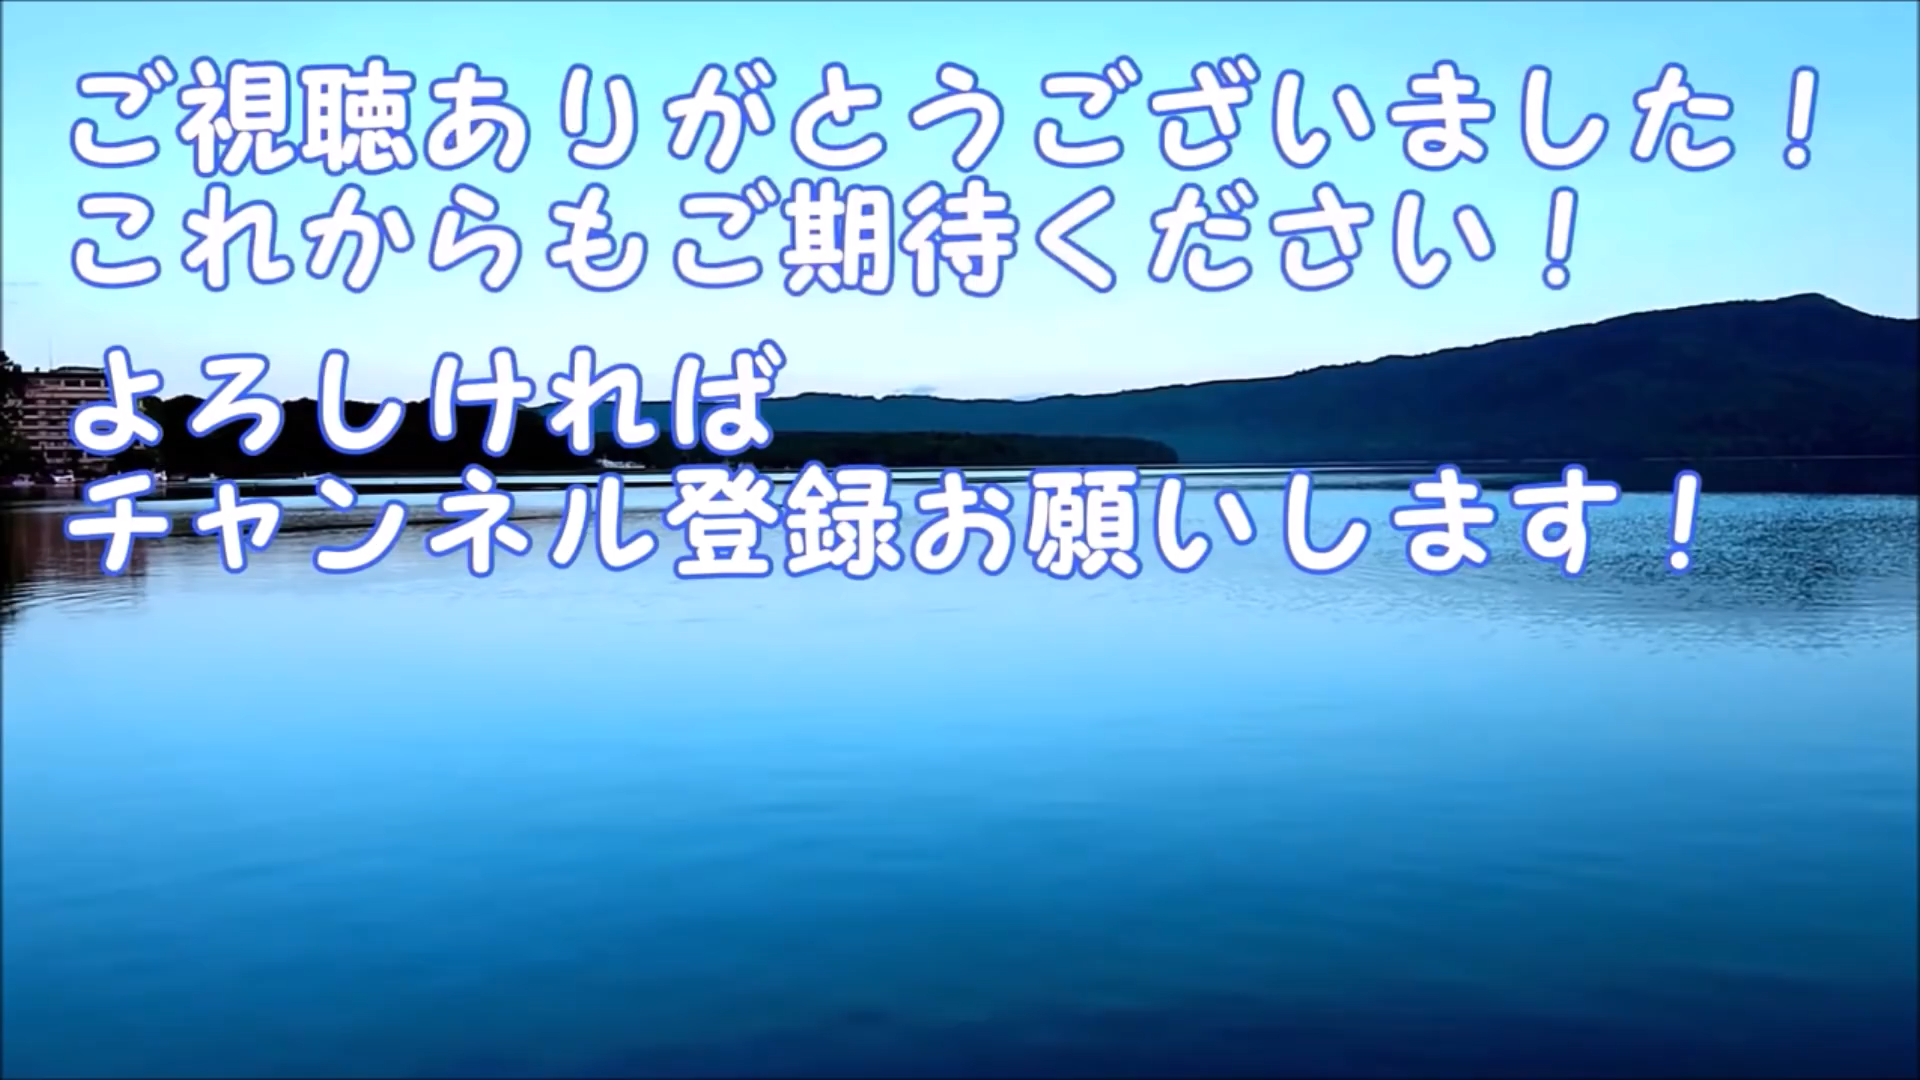 ご視聴ありがとうございました！
これからもご期待ください！
よろしければ
チャンネル登録お願いします！